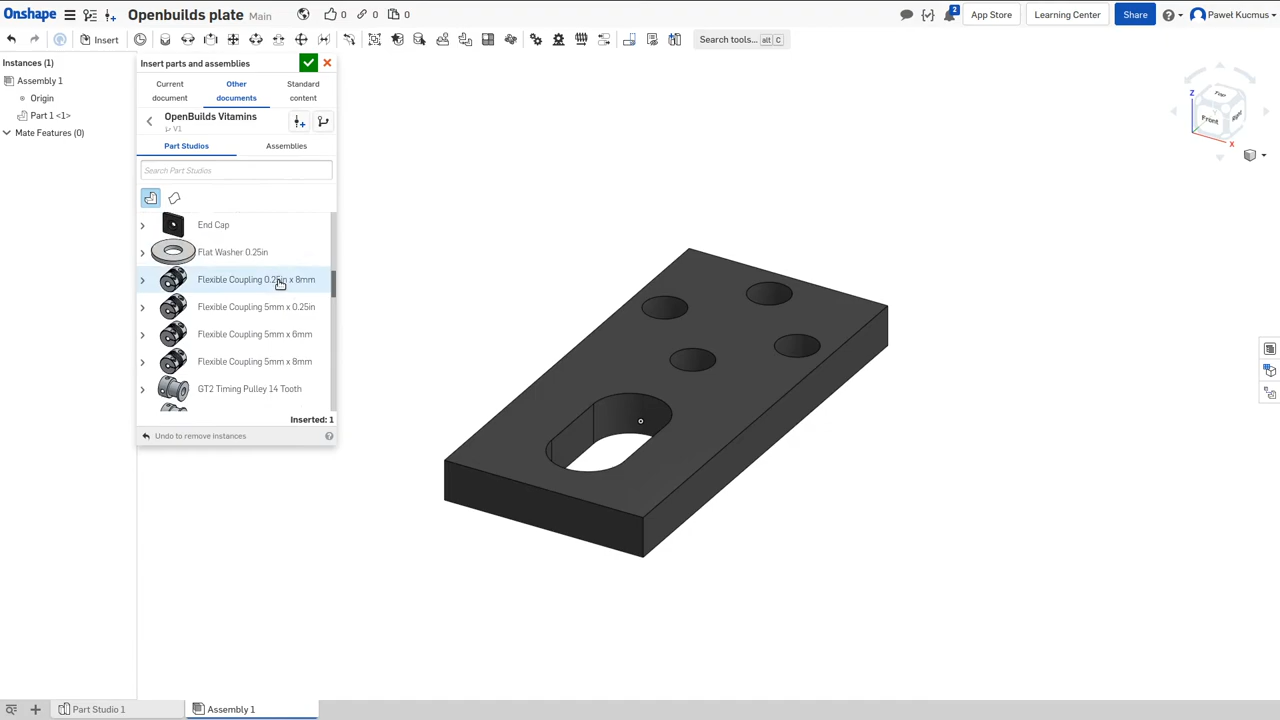 Onshape
Openbuilds plate Main
0
0
0
2
App Store
Learning Center
Share
Paweł Kucmus
Insert
Search tools... alt C
Instances (1)
Assembly 1
Origin
Part 1 <1>
Mate Features (0)
Insert parts and assemblies
Current document
Other documents
Standard content
OpenBuilds Vitamins
V1
Part Studios
Assemblies
Search Part Studios
End Cap
Flat Washer 0.25in
Flexible Coupling 0.25in x 8mm
Flexible Coupling 5mm x 0.25in
Flexible Coupling 5mm x 6mm
Flexible Coupling 5mm x 8mm
GT2 Timing Pulley 14 Tooth
Inserted: 1
Undo to remove instances
Z
Top
Front
Right
X
Part Studio 1
Assembly 1